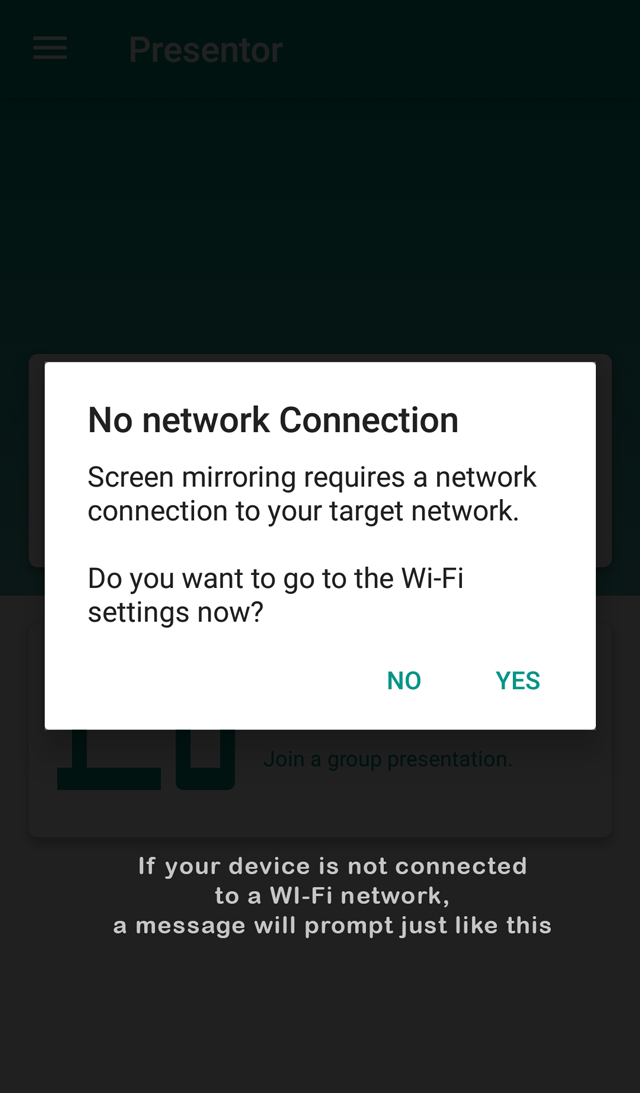 Presentor
No network Connection
Screen mirroring requires a network
connection to your target network.
Do you want to go to the Wi-Fi
settings now?
NO YES
Join a group presentation.
If your device is not connected
to a WI-Fi network,
a message will prompt just like this